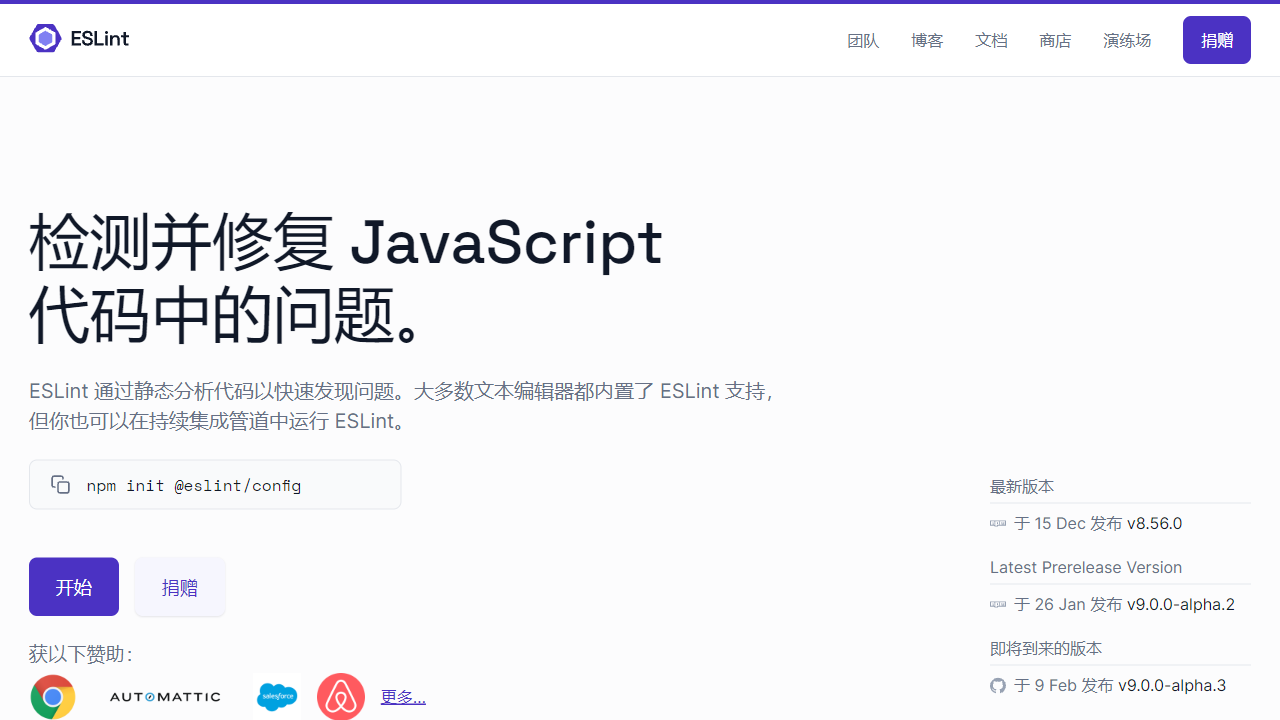 ESLint
团队 博客 文档 商店 演练场 捐赠
检测并修复 JavaScript
代码中的问题。
ESLint 通过静态分析代码以快速发现问题。大多数文本编辑器都内置了 ESLint 支持，
但你也可以在持续集成管道中运行 ESLint。
npm init @eslint/config
开始 捐赠
获以下赞助：
AUTOMATTIC salesforce 更多...
最新版本
于 15 Dec 发布 v8.56.0
Latest Prerelease Version
于 26 Jan 发布 v9.0.0-alpha.2
即将到来的版本
于 9 Feb 发布 v9.0.0-alpha.3